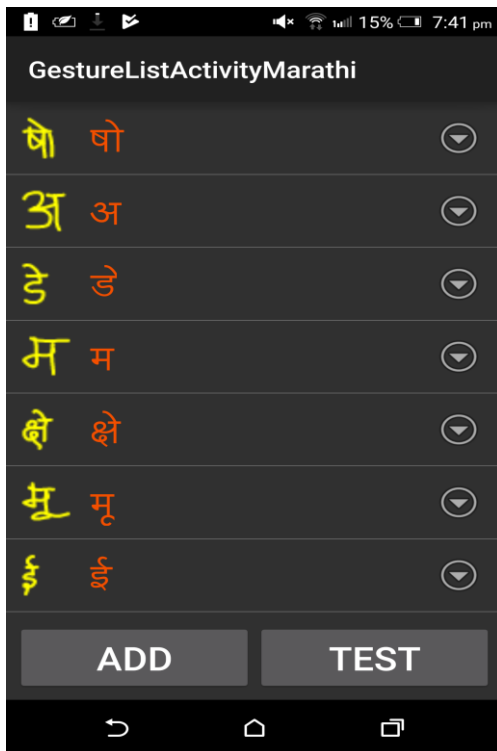 15% 7:41 pm
GestureListActivityMarathi
षो षो
अ अ
डे डे
म म
क्षे क्षे
मू मू
ई ई
ADD TEST